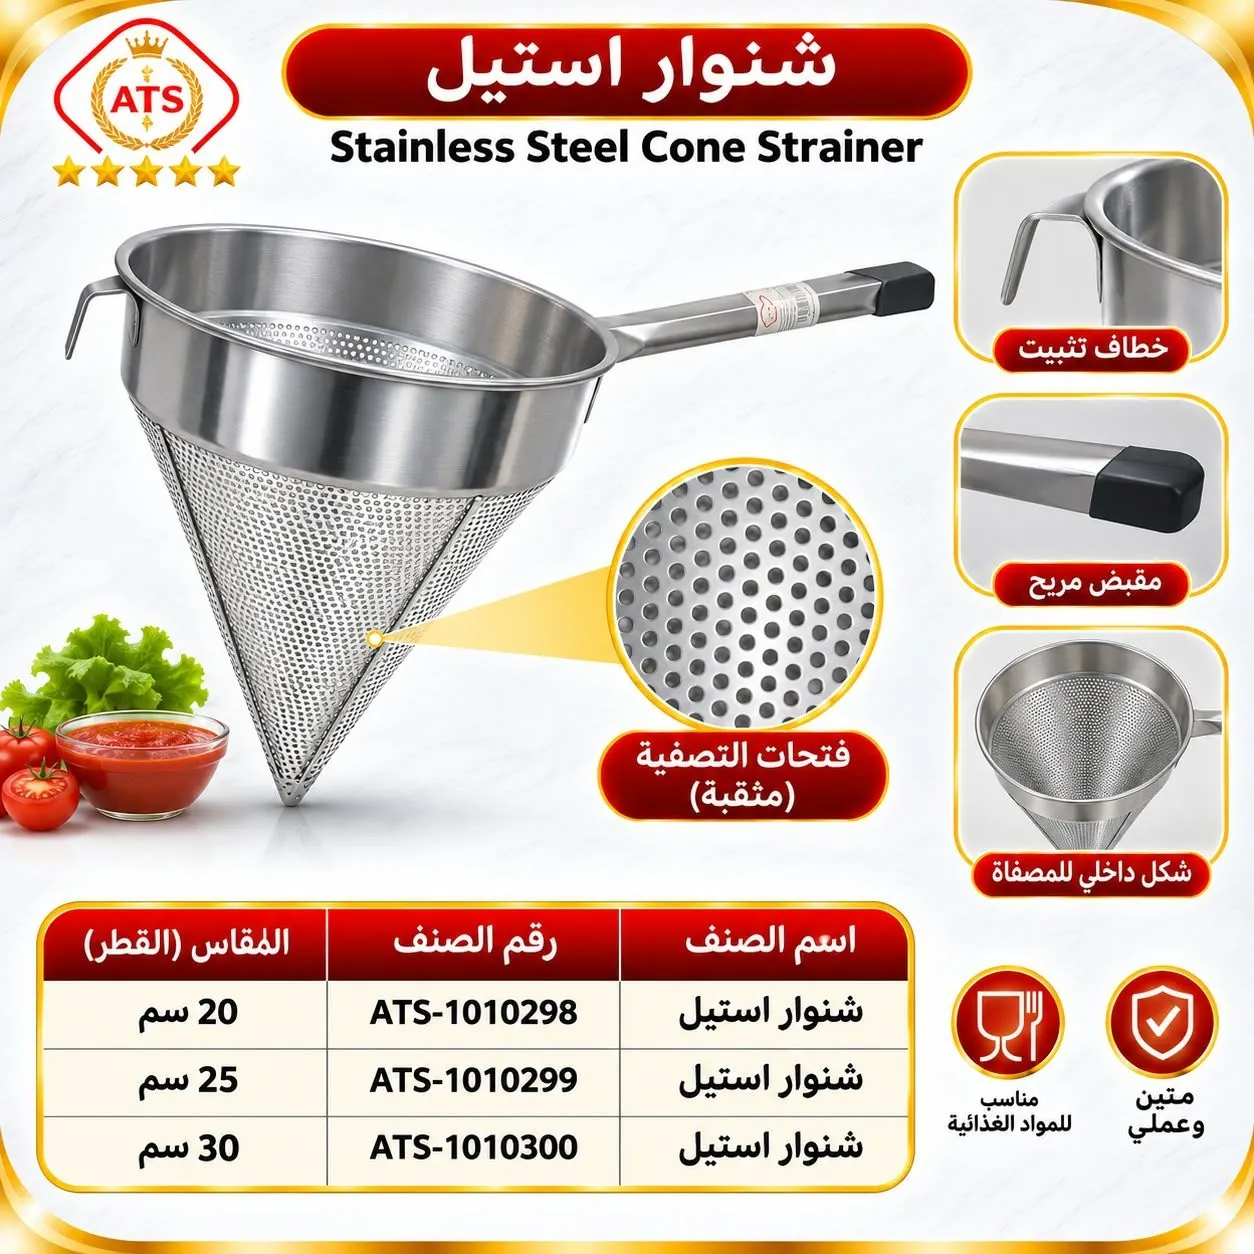 ATS
شنوار استيل
Stainless Steel Cone Strainer
خطاف تثبيت
مقبض مريح
فتحات التصفية
(مثقبة)
شكل داخلي للمصفاة
اسم الصنف رقم الصنف المقاس (القطر)
شنوار استيل ATS-1010298 20 سم
شنوار استيل ATS-1010299 25 سم
شنوار استيل ATS-1010300 30 سم
مناسب
للمواد الغذائية
متين
وعملي